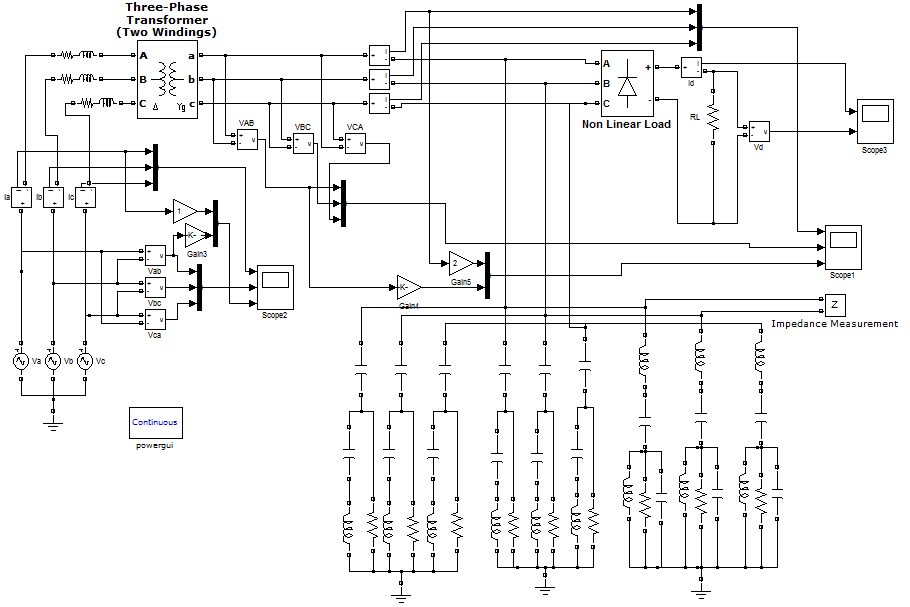 Three-Phase
Transformer
(Two Windings)
A
a
B
b
C
Yg
c
A
B
C
+
-
Non Linear Load
Id
RL
Vd
Scope3
VAB
VBC
VCA
Ia
Ib
Ic
1
-K-
Gain3
Vab
Vbc
Vca
Scope2
2
Gain5
-K-
Gain4
Scope1
Z
Impedance Measurement
Va
Vb
Vc
Continuous
powergui